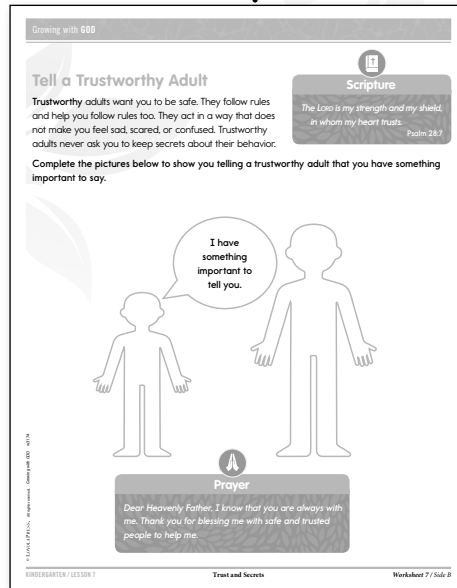 Growing with GOD
Tell a Trustworthy Adult
Trustworthy adults want you to be safe. They follow rules
and help you follow rules too. They act in a way that does
not make you feel sad, scared, or confused. Trustworthy
adults never ask you to keep secrets about their behavior.
Scripture
The LORD is my strength and my shield,
in whom my heart trusts.
Psalm 28:7
Complete the pictures below to show you telling a trustworthy adult that you have something
important to say.
I have
something
important to
tell you.
Prayer
Dear Heavenly Father, I know that you are always with
me. Thank you for blessing me with safe and trusted
people to help me.
KINDERGARTEN / LESSON 7
Trust and Secrets
Worksheet 7 / Side B